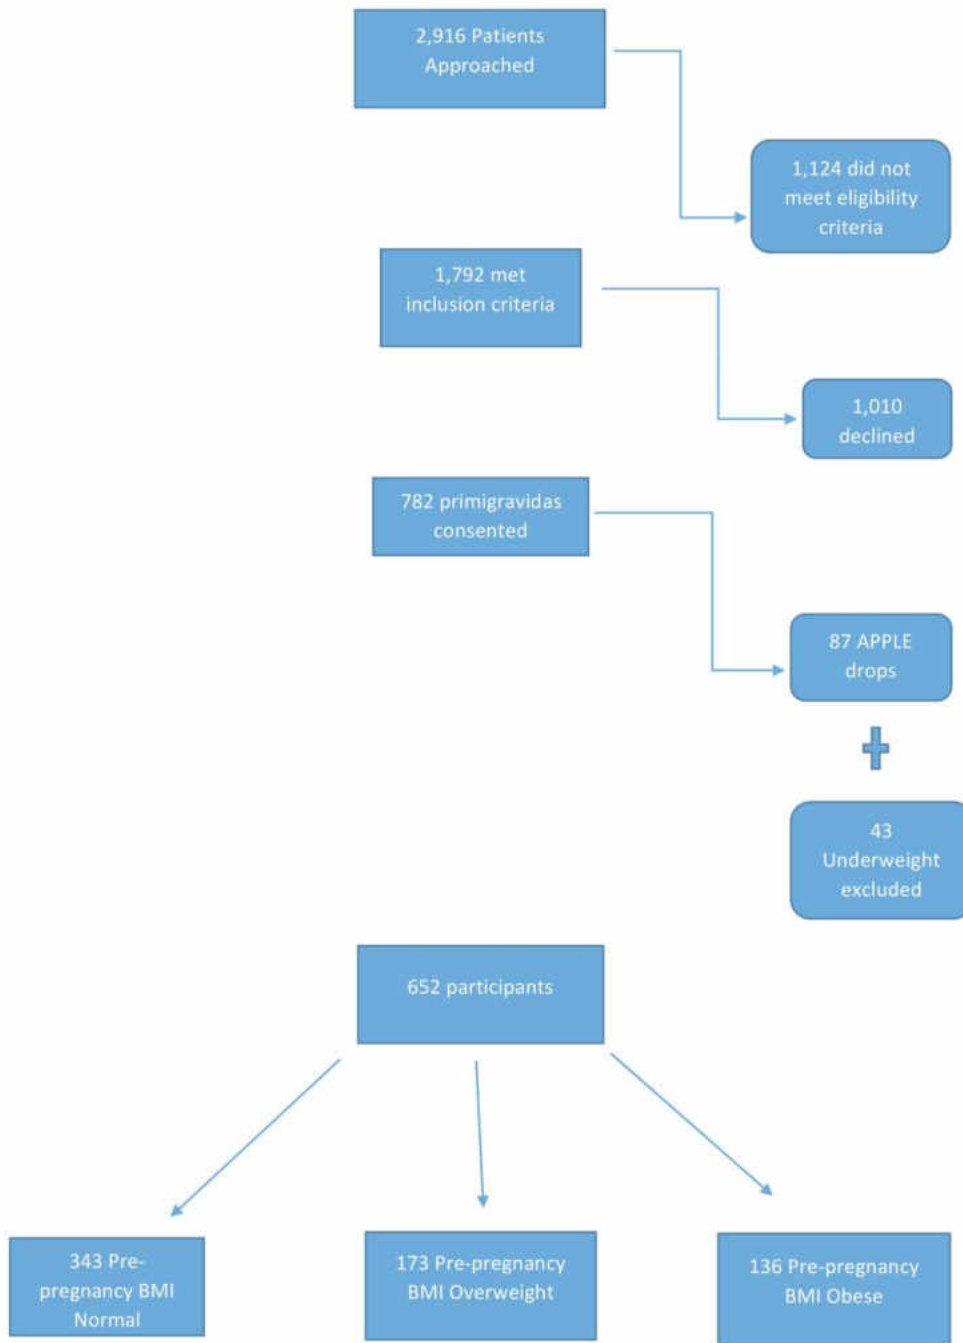 2,916 Patients
Approached
1,124 did not
meet eligibility
criteria
1,792 met
inclusion criteria
1,010
declined
782 primigravidas
consented
87 APPLE
drops
43
Underweight
excluded
652 participants
343 Pre-
pregnancy BMI
Normal
173 Pre-pregnancy
BMI Overweight
136 Pre-pregnancy
BMI Obese